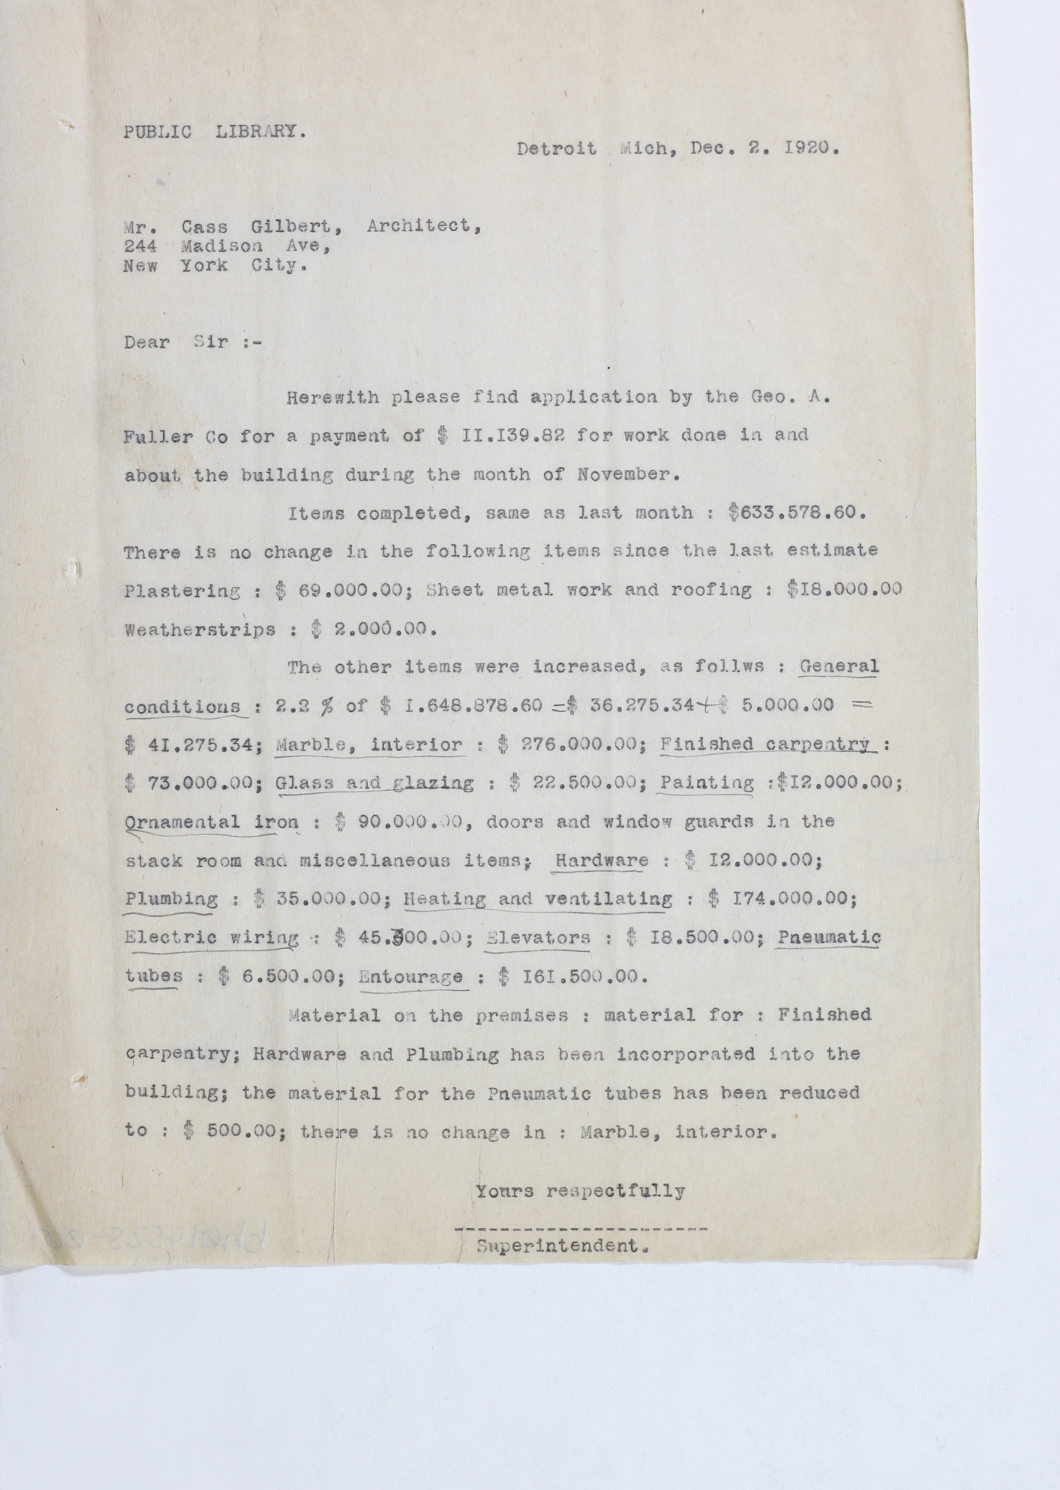 PUBLIC LIBRARY.
Detroit Mich, Dec. 2. I920.
Mr. Cass Gilbert, Architect,
244 Madison Ave,
New York City.
Dear Sir :-
Herewith please find application by the Geo. A.
Fuller Co for a payment of $ II.I39.82 for work done in and
about the building during the month of November.
Items completed, same as last month : $633.578.60.
There is no change in the following items since the last estimate
Plastering : $ 69.000.00; Sheet metal work and roofing : $I8.000.00
Weatherstrips : $ 2.000.00.
The other items were increased, as follws : General
conditions : 2.2 % of $ I.648.878.60 =$ 36.275.34+$ 5.000.00 =
$ 4I.275.34; Marble, interior : $ 276.000.00; Finished carpentry :
$ 73.000.00; Glass and glazing : $ 22.500.00; Painting :$I2.000.00;
Ornamental iron : $ 90.000.00, doors and window guards in the
stack room and miscellaneous items; Hardware : $ I2.000.00;
Plumbing : $ 35.000.00; Heating and ventilating : $ I74.000.00;
Electric wiring : $ 45.300.00; Elevators : $ I8.500.00; Pneumatic
tubes : $ 6.500.00; Entourage : $ I6I.500.00.
Material on the premises : material for : Finished
carpentry; Hardware and Plumbing has been incorporated into the
building; the material for the Pneumatic tubes has been reduced
to : $ 500.00; there is no change in : Marble, interior.
Yours respectfully
----------------------
Superintendent.